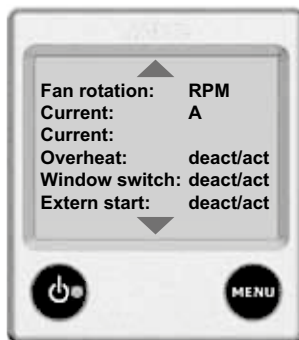 Fan rotation: RPM
Current: A
Current:
Overheat: deact/act
Window switch: deact/act
Extern start: deact/act
MENU